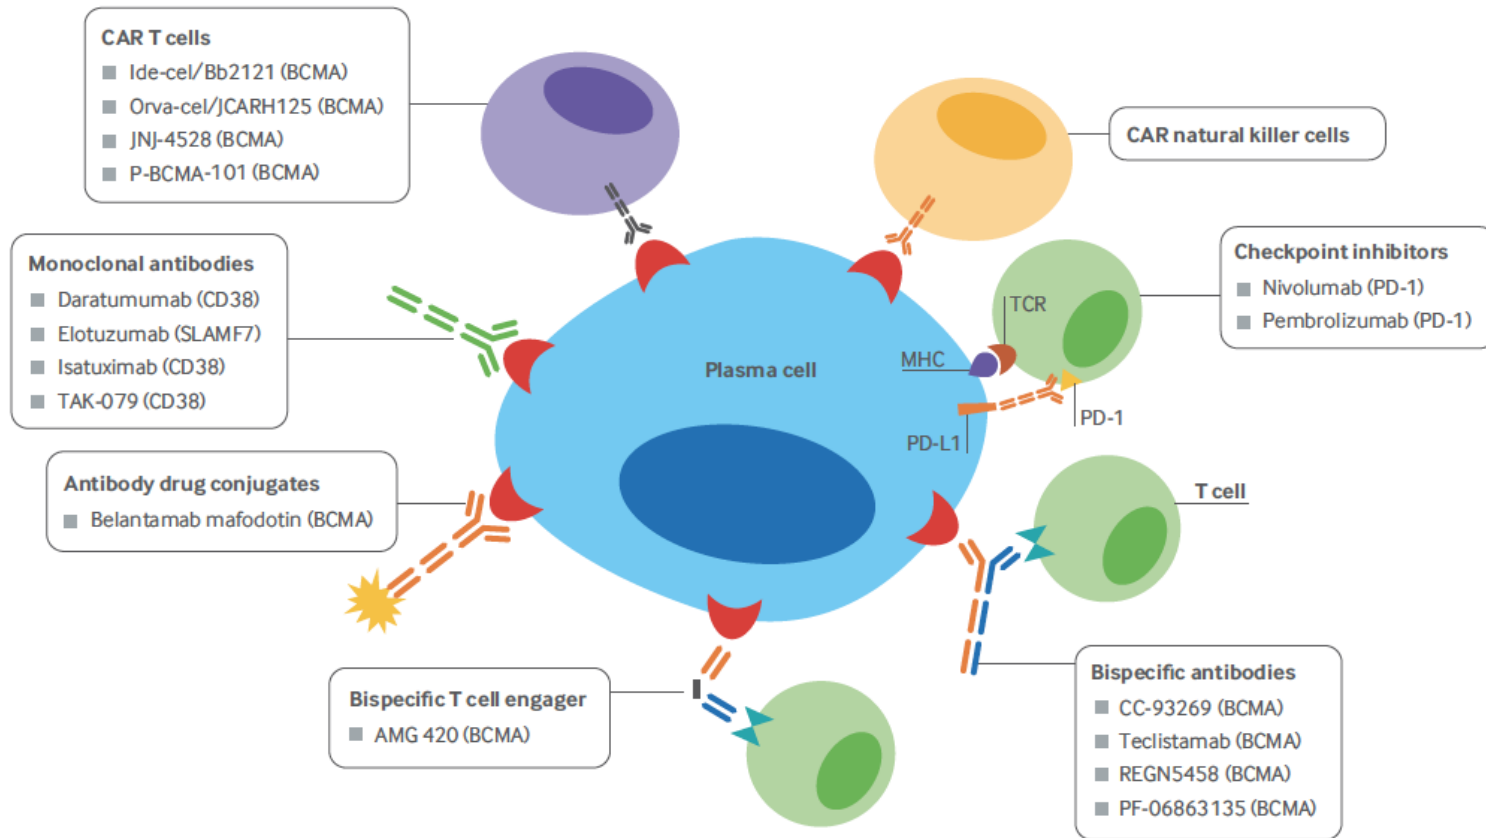 CAR T cells
Ide-cel/Bb2121 (BCMA)
Orva-cel/JCARH125 (BCMA)
JNJ-4528 (BCMA)
P-BCMA-101 (BCMA)
CAR natural killer cells
Monoclonal antibodies
Daratumumab (CD38)
Elotuzumab (SLAMF7)
Isatuximab (CD38)
TAK-079 (CD38)
Checkpoint inhibitors
Nivolumab (PD-1)
Pembrolizumab (PD-1)
TCR
MHC
Plasma cell
PD-1
PD-L1
Antibody drug conjugates
Belantamab mafodotin (BCMA)
T cell
Bispecific T cell engager
AMG 420 (BCMA)
Bispecific antibodies
CC-93269 (BCMA)
Teclistamab (BCMA)
REGN5458 (BCMA)
PF-06863135 (BCMA)